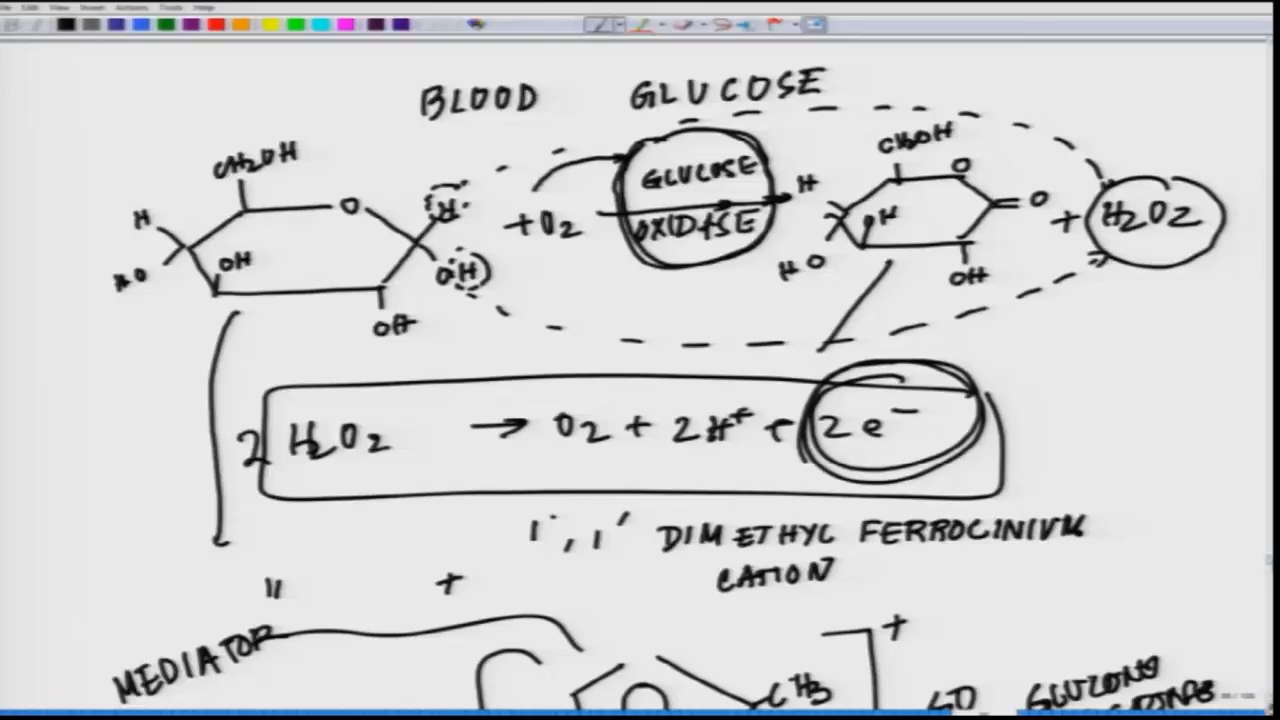 BLOOD GLUCOSE
CH2OH
O
H
H
HO
OH
OH
OH
+ O2
GLUCOSE
OXIDASE
CH2OH
O
O
H
H
HO
OH
+ H2O2
2 H2O2 → O2 + 2H+ + 2e−
1',1' DIMETHYL FERROCINIUM
CATION
" +
MEDIATOR
+
CH3